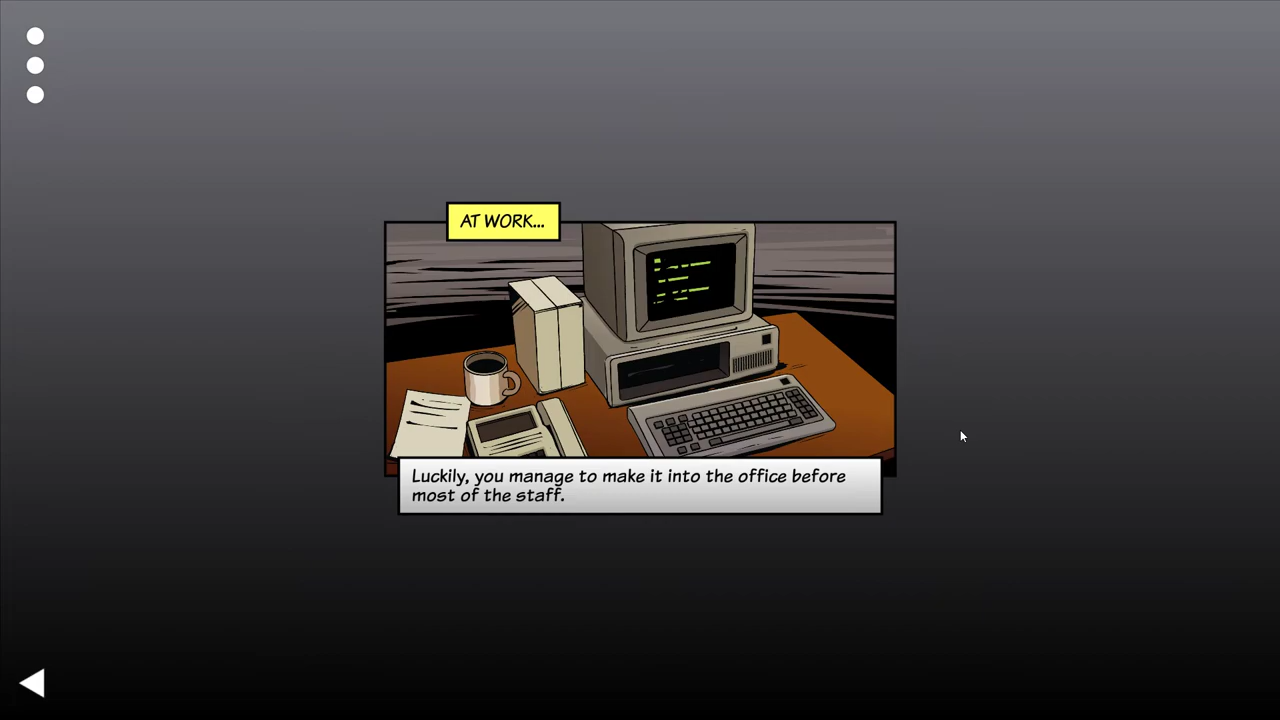 AT WORK...
Luckily, you manage to make it into the office before
most of the staff.